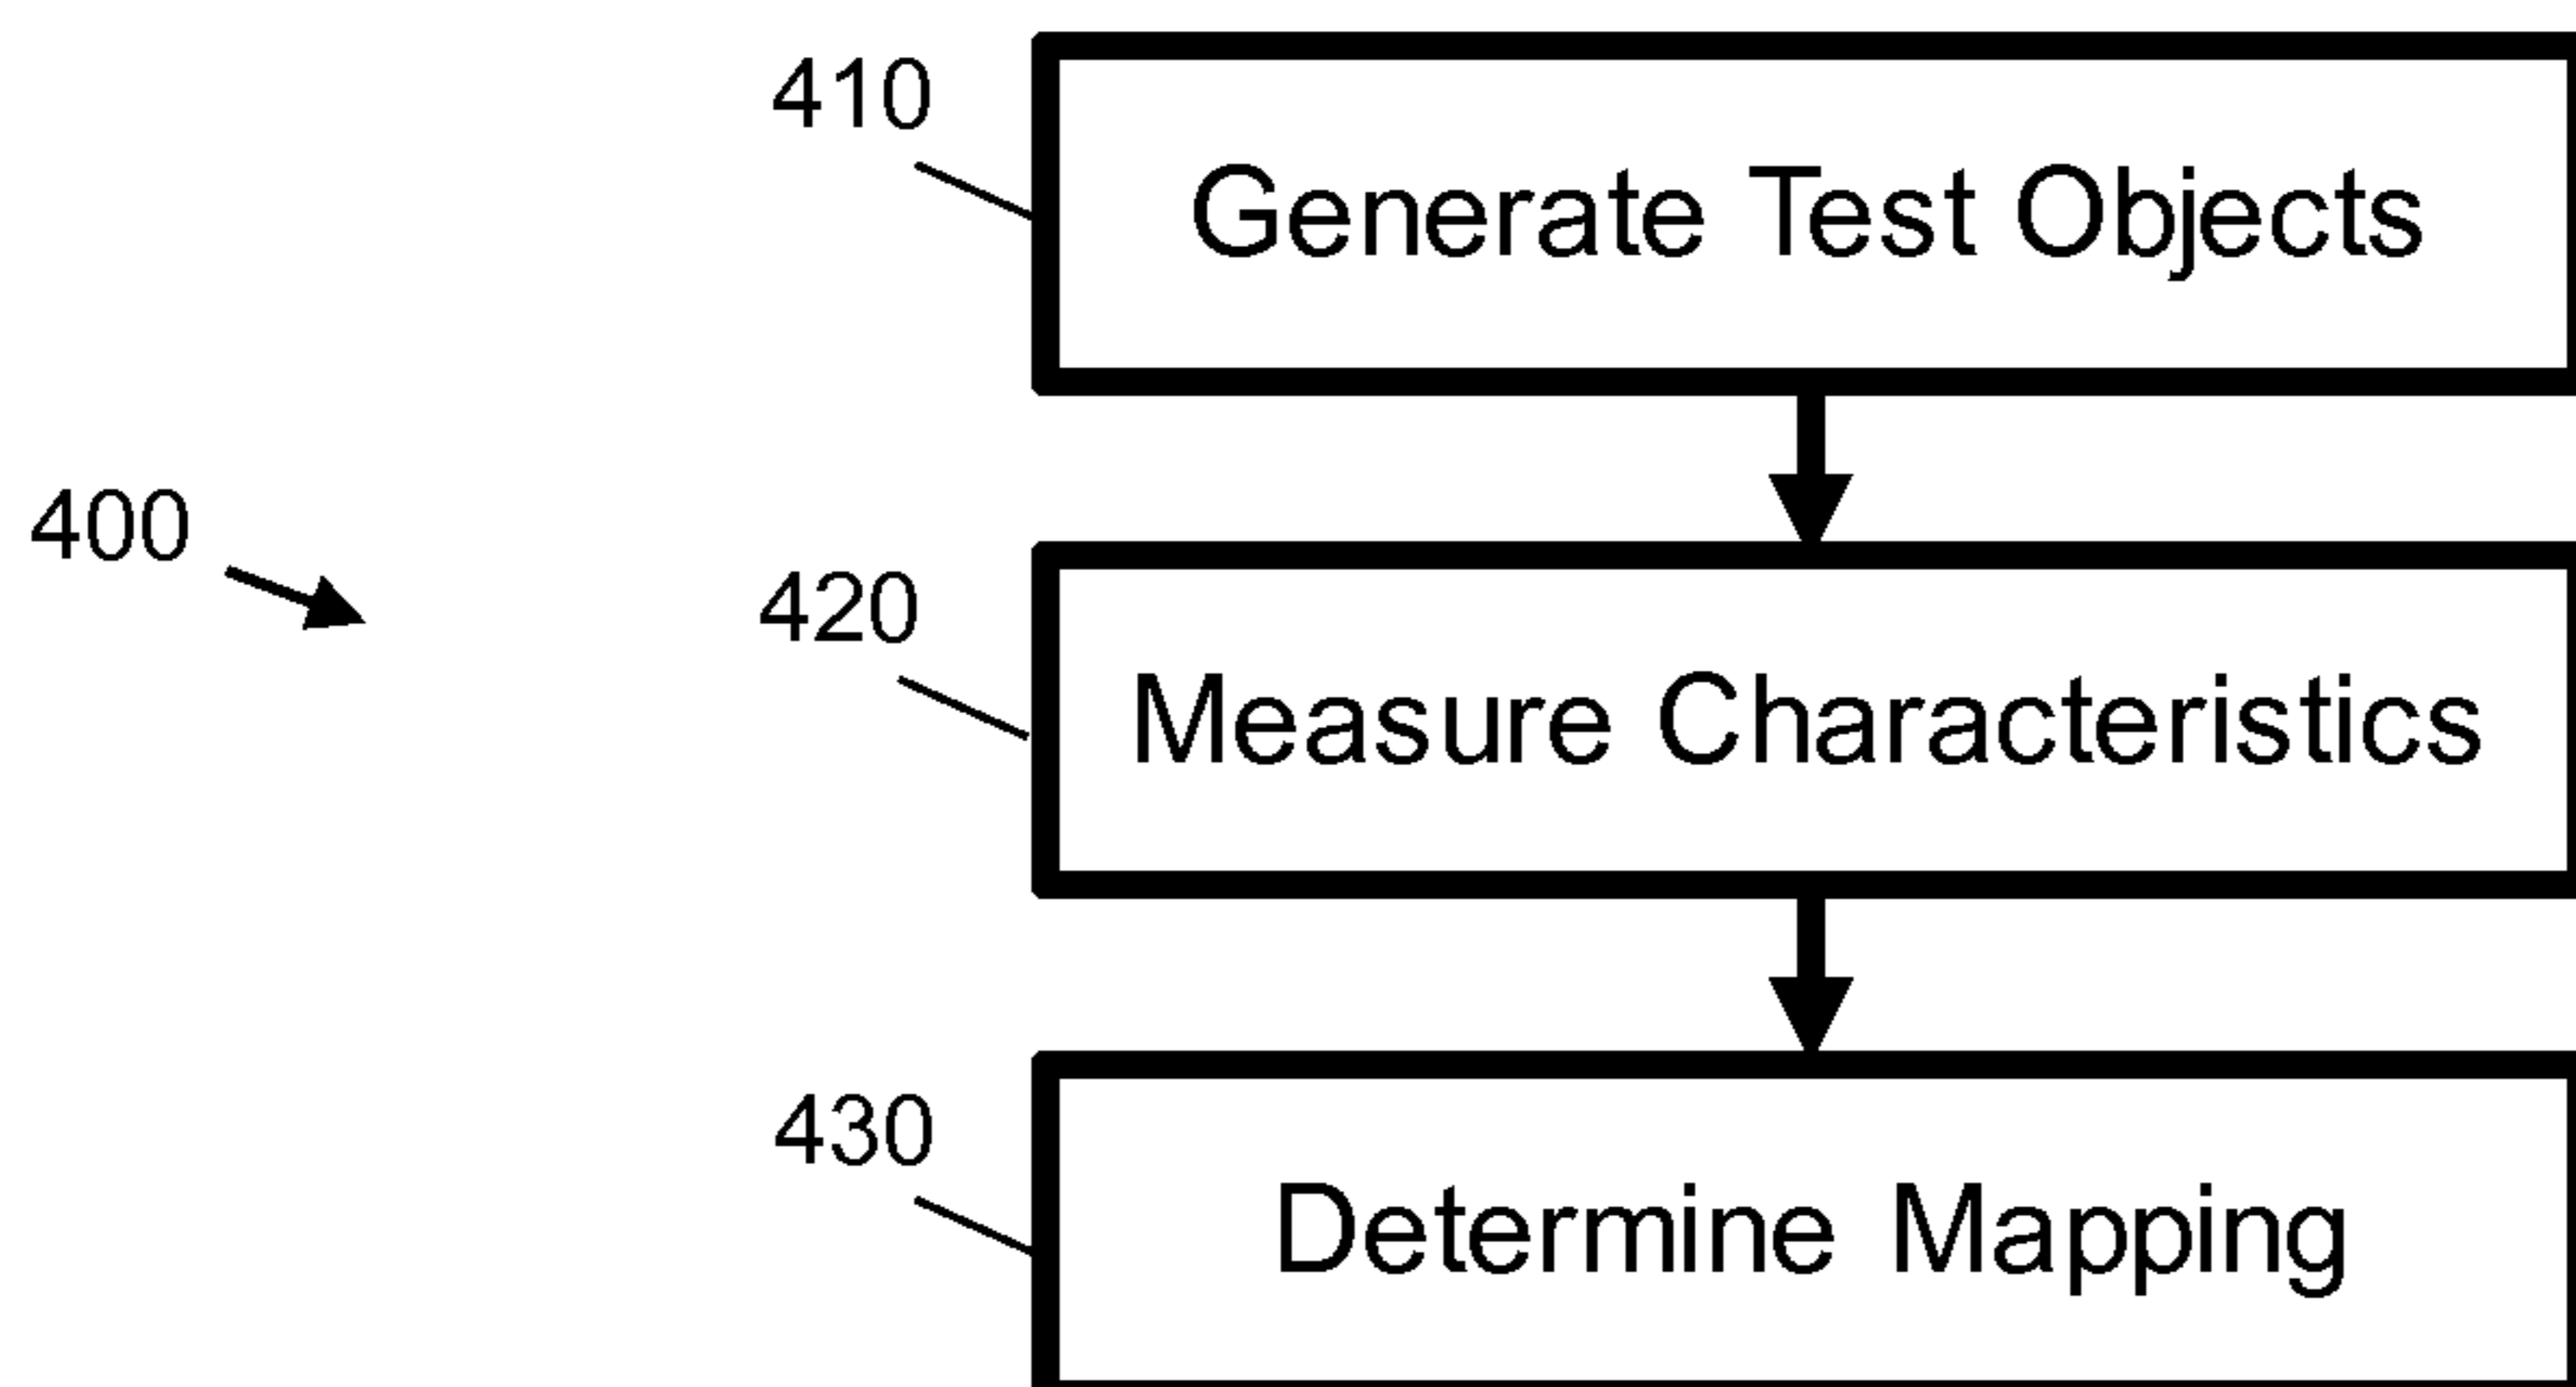 410
Generate Test Objects
400
420
Measure Characteristics
430
Determine Mapping